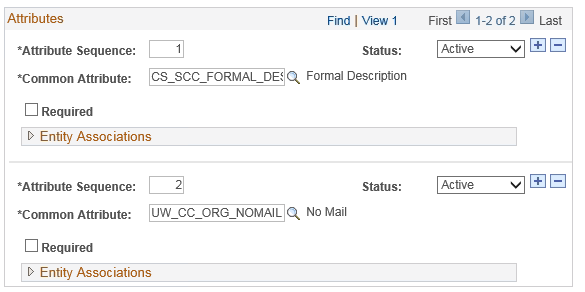 Attributes Find | View 1 First 1-2 of 2 Last
*Attribute Sequence: 1 Status: Active
*Common Attribute: CS_SCC_FORMAL_DES Formal Description
Required
Entity Associations
*Attribute Sequence: 2 Status: Active
*Common Attribute: UW_CC_ORG_NOMAIL No Mail
Required
Entity Associations